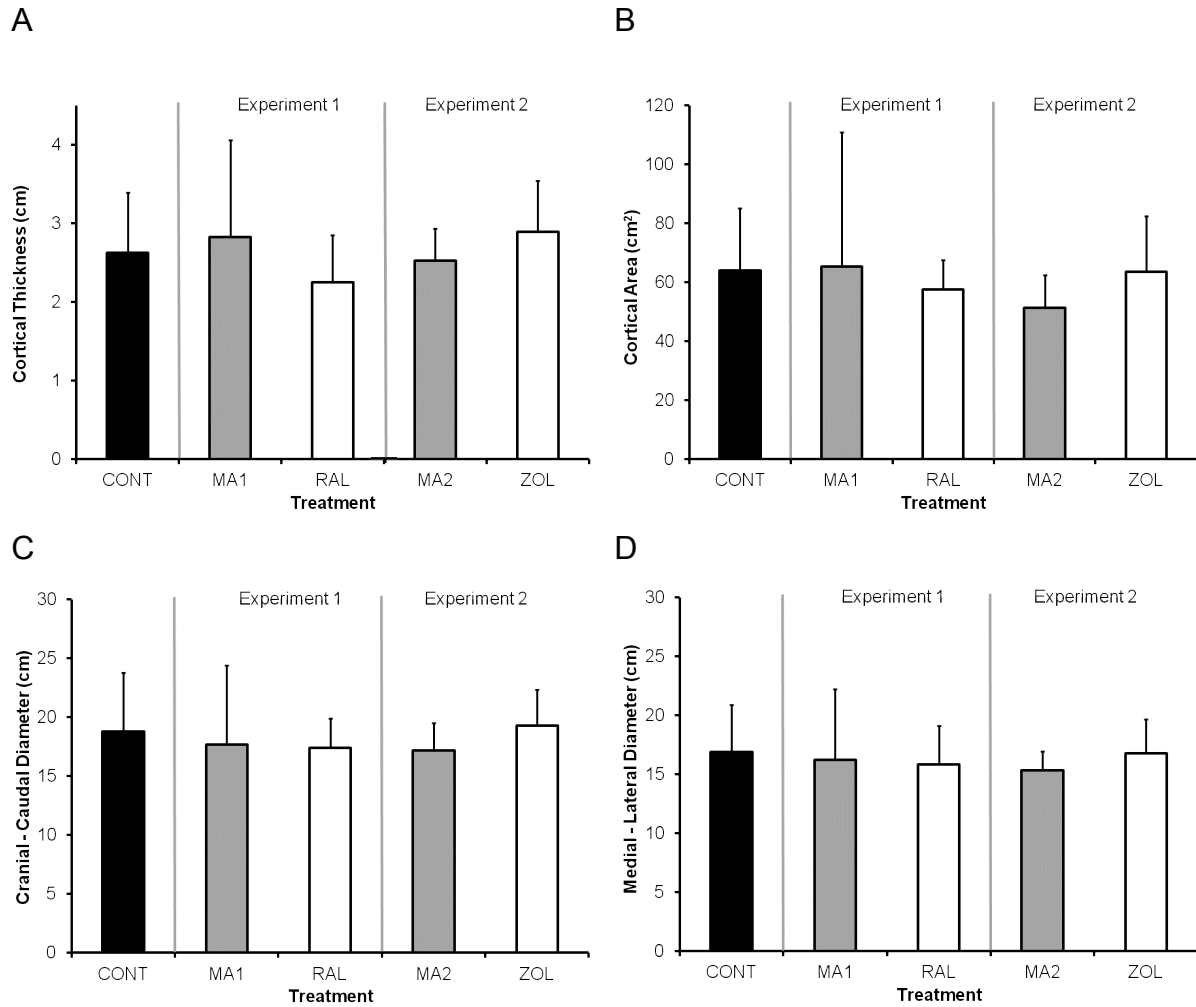 A
Experiment 1 Experiment 2
Cortical Thickness (cm)
4
3
2
1
0
CONT MA1 RAL MA2 ZOL
Treatment
B
Experiment 1 Experiment 2
Cortical Area (cm²)
120
100
80
60
40
20
0
CONT MA1 RAL MA2 ZOL
Treatment
C
Experiment 1 Experiment 2
Cranial - Caudal Diameter (cm)
30
25
20
15
10
5
0
CONT MA1 RAL MA2 ZOL
Treatment
D
Experiment 1 Experiment 2
Medial - Lateral Diameter (cm)
30
25
20
15
10
5
0
CONT MA1 RAL MA2 ZOL
Treatment